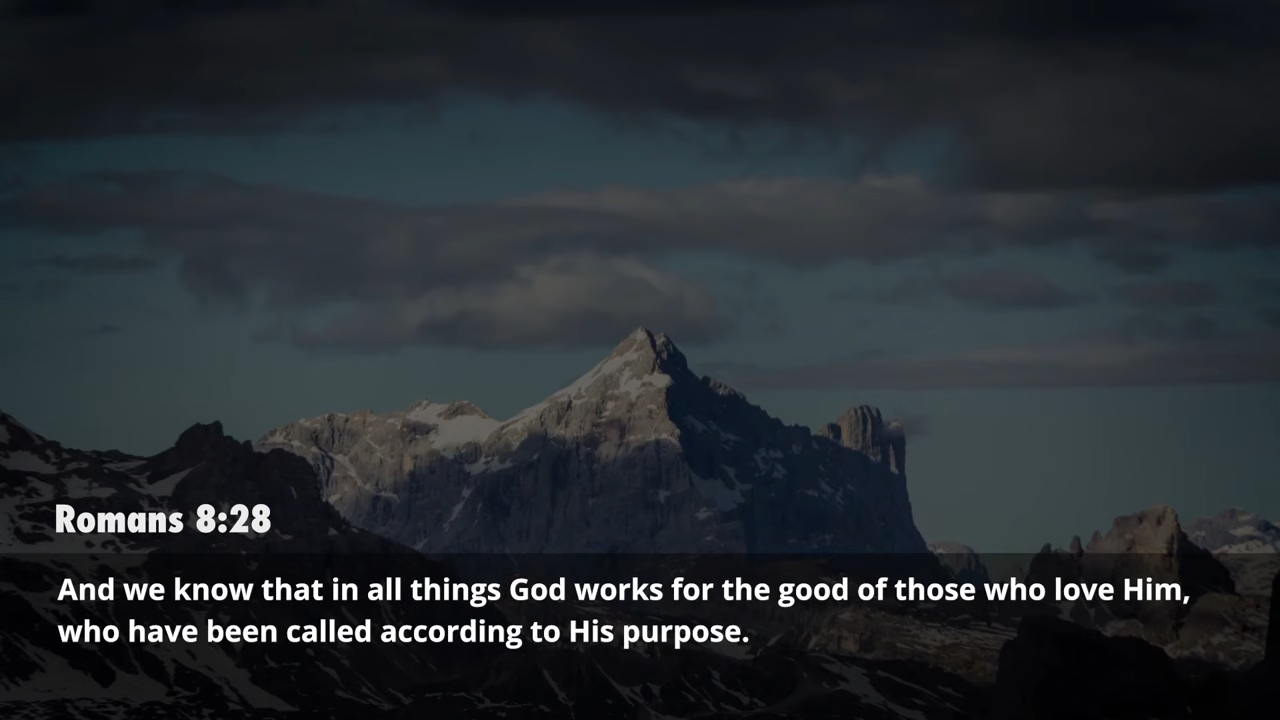 Romans 8:28
And we know that in all things God works for the good of those who love Him,
who have been called according to His purpose.